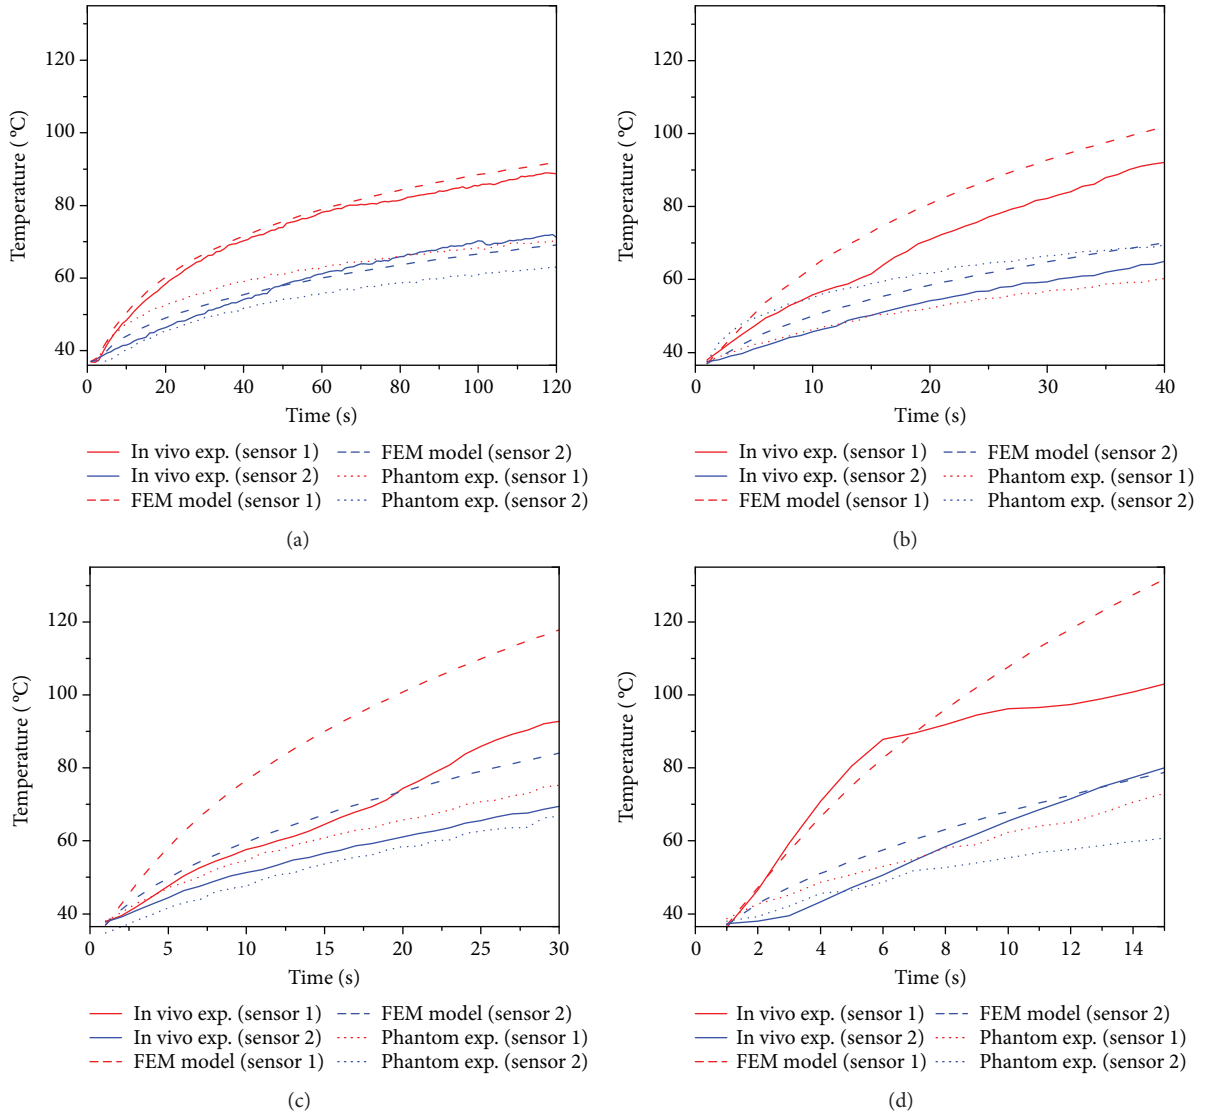 120
100
80
60
40
Temperature ( ºC)
0 20 40 60 80 100 120
Time (s)
In vivo exp. (sensor 1)
In vivo exp. (sensor 2)
FEM model (sensor 1)
FEM model (sensor 2)
Phantom exp. (sensor 1)
Phantom exp. (sensor 2)
(a)
120
100
80
60
40
Temperature ( ºC)
0 10 20 30 40
Time (s)
In vivo exp. (sensor 1)
In vivo exp. (sensor 2)
FEM model (sensor 1)
FEM model (sensor 2)
Phantom exp. (sensor 1)
Phantom exp. (sensor 2)
(b)
120
100
80
60
40
Temperature ( ºC)
0 5 10 15 20 25 30
Time (s)
In vivo exp. (sensor 1)
In vivo exp. (sensor 2)
FEM model (sensor 1)
FEM model (sensor 2)
Phantom exp. (sensor 1)
Phantom exp. (sensor 2)
(c)
120
100
80
60
40
Temperature ( ºC)
0 2 4 6 8 10 12 14
Time (s)
In vivo exp. (sensor 1)
In vivo exp. (sensor 2)
FEM model (sensor 1)
FEM model (sensor 2)
Phantom exp. (sensor 1)
Phantom exp. (sensor 2)
(d)